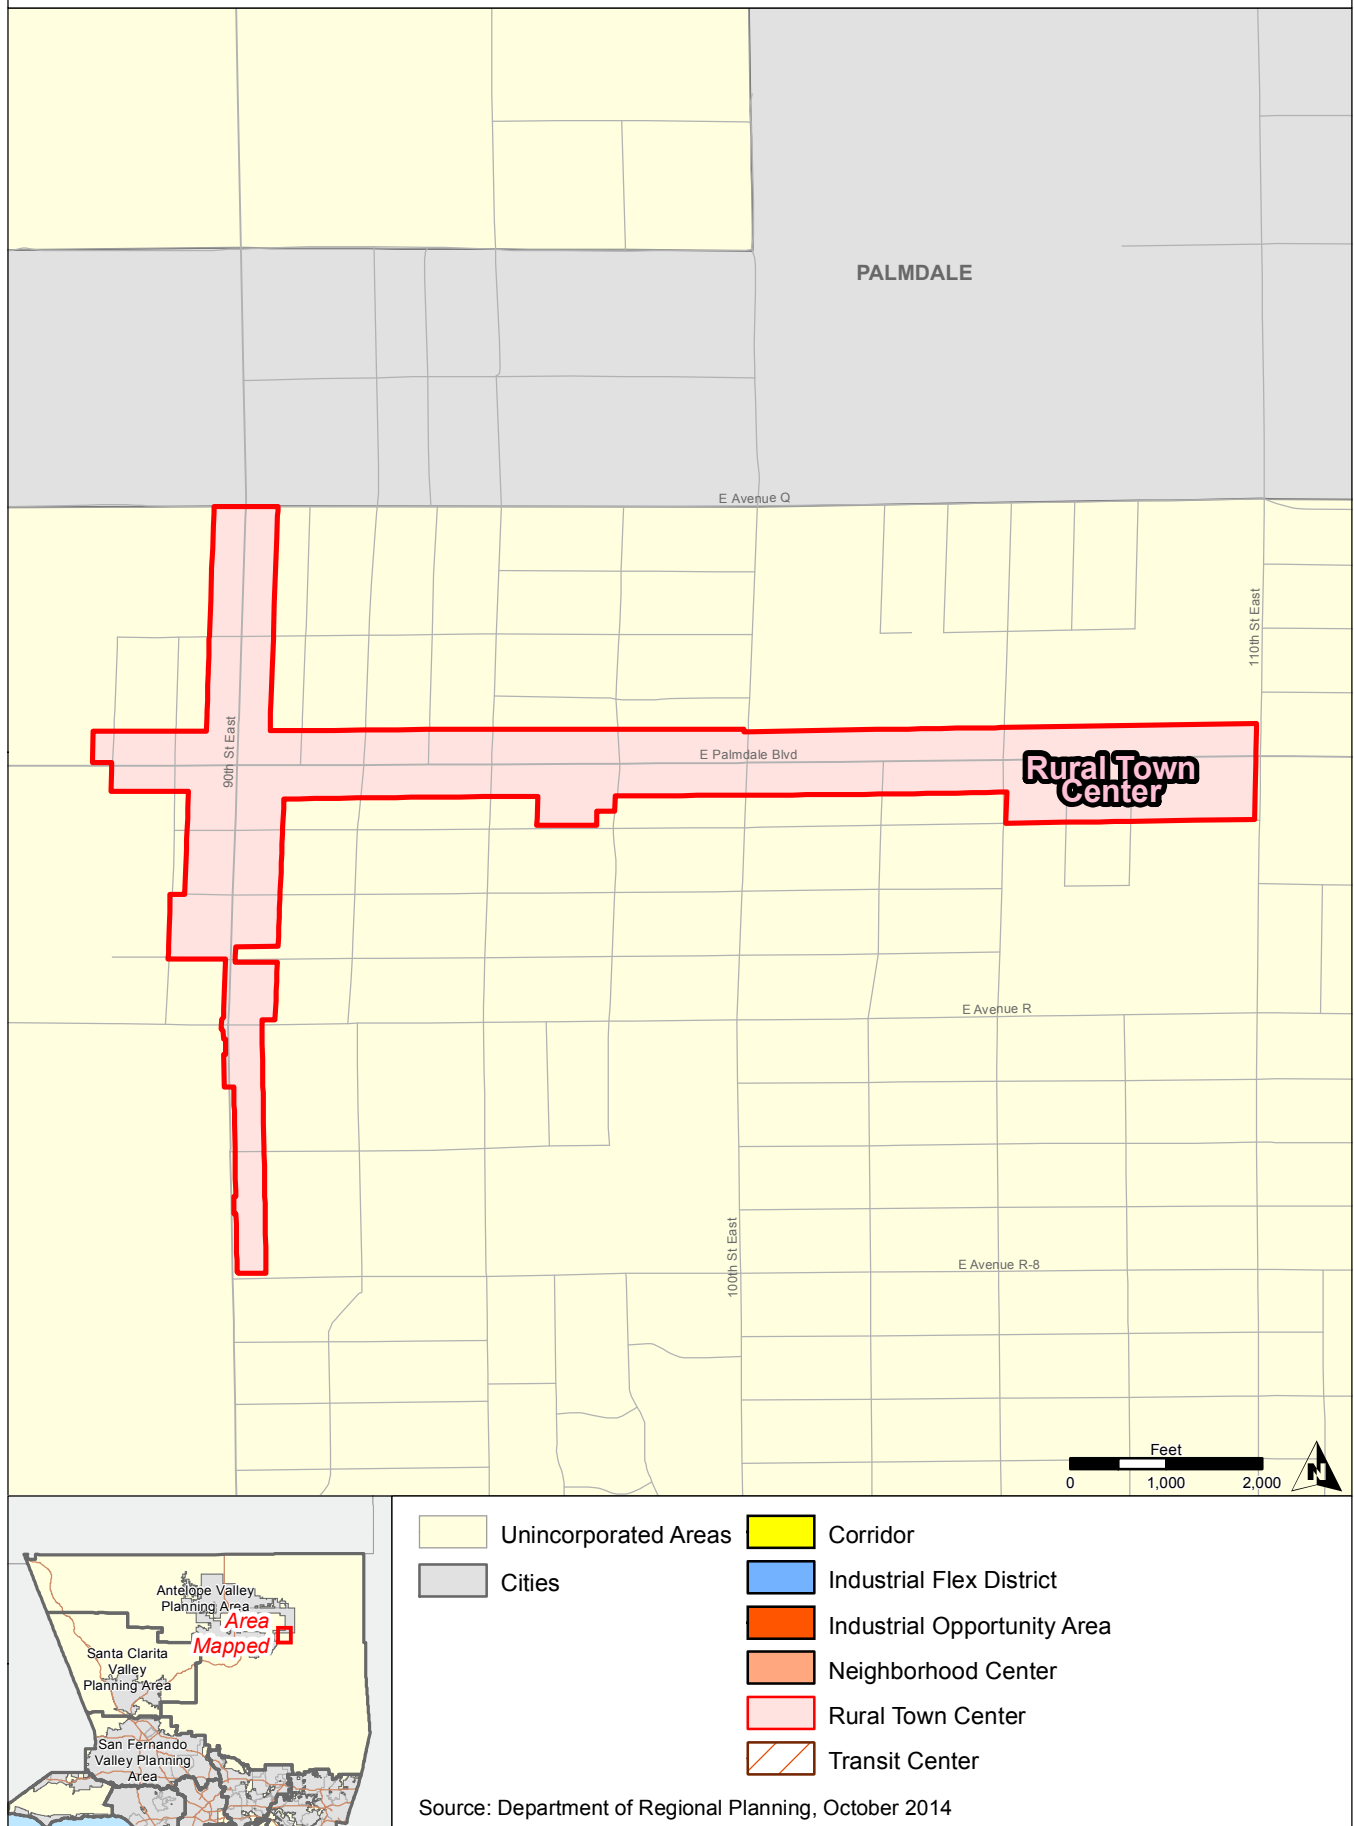 PALMDALE
E Avenue Q
110th St East
90th St East
E Palmdale Blvd
Rural Town
Center
E Avenue R
100th St East
E Avenue R-8
Feet
0 1,000 2,000
N
Antelope Valley
Planning Area
Area
Mapped
Santa Clarita
Valley
Planning Area
San Fernando
Valley Planning
Area
Unincorporated Areas
Cities
Corridor
Industrial Flex District
Industrial Opportunity Area
Neighborhood Center
Rural Town Center
Transit Center
Source: Department of Regional Planning, October 2014